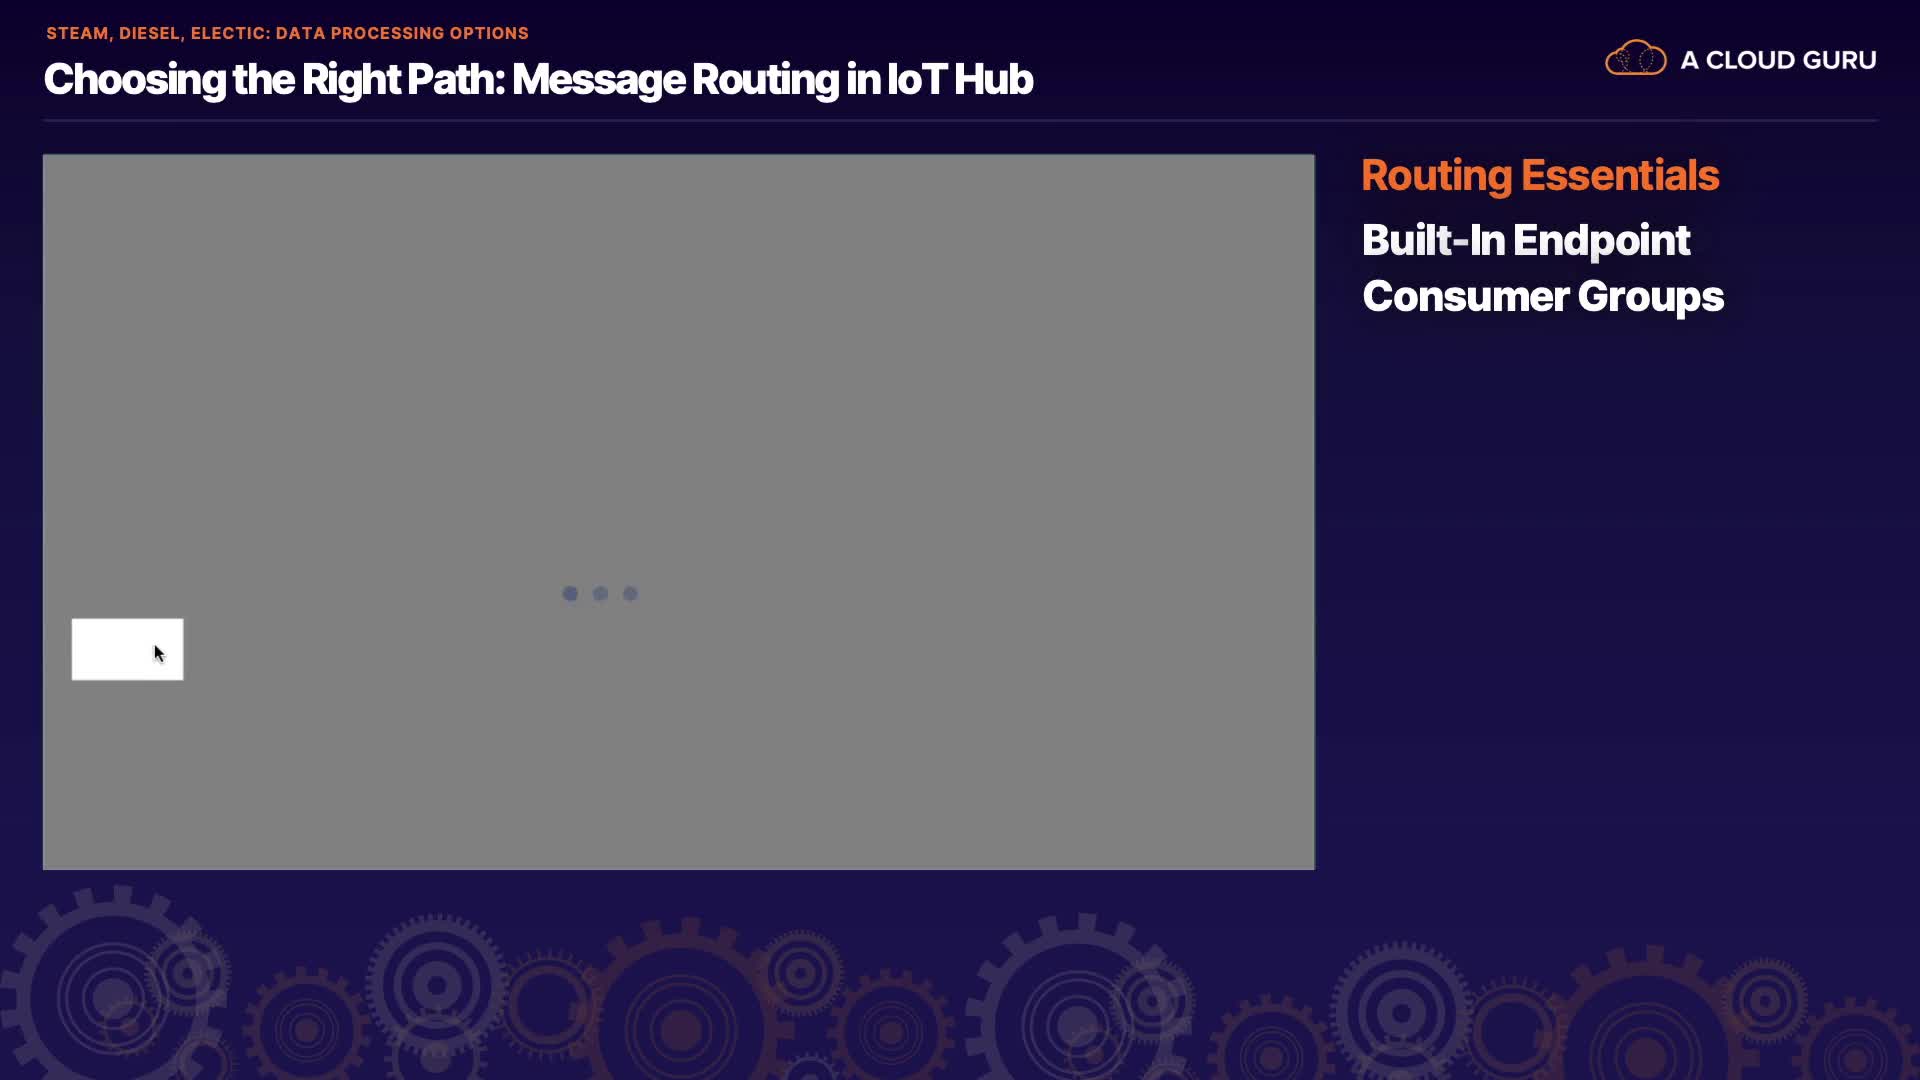 STEAM, DIESEL, ELECTIC: DATA PROCESSING OPTIONS
Choosing the Right Path: Message Routing in IoT Hub
A CLOUD GURU
Routing Essentials
Built-In Endpoint
Consumer Groups